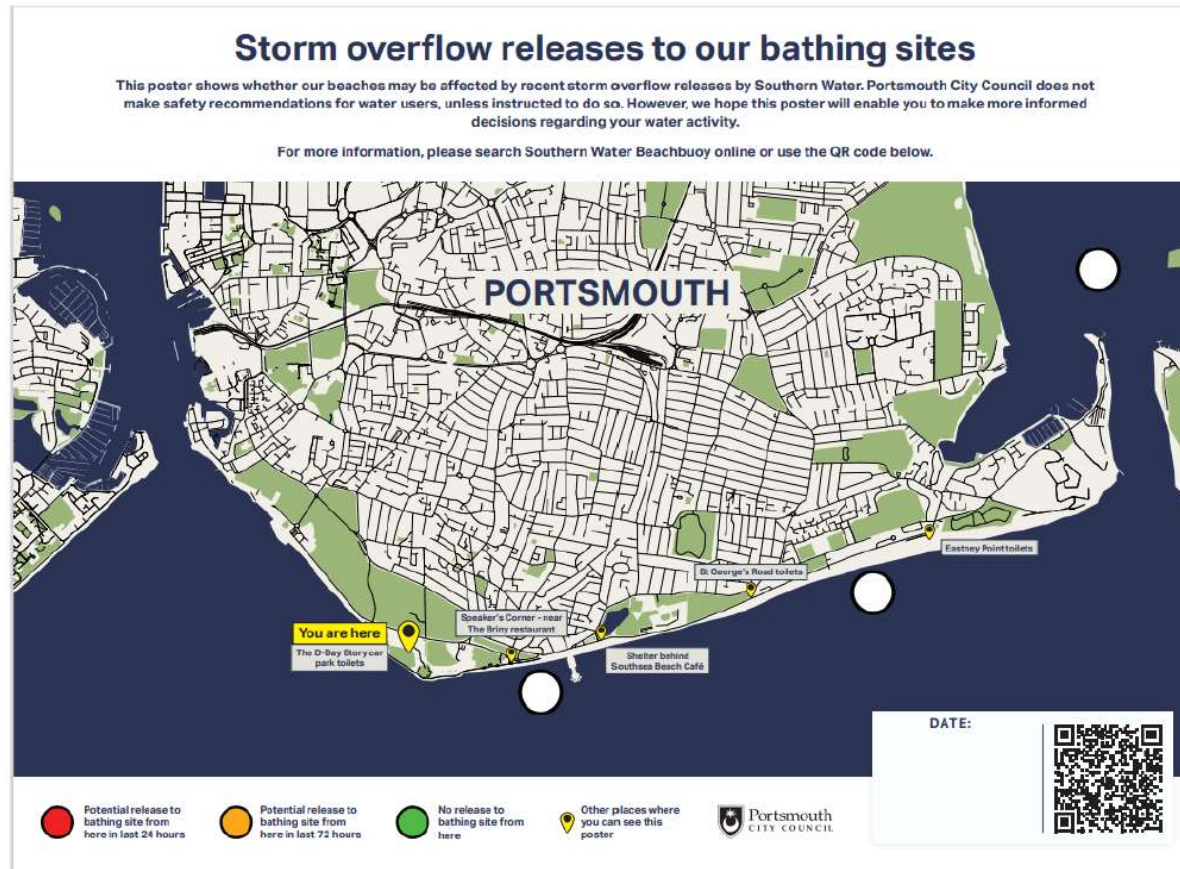 Storm overflow releases to our bathing sites
This poster shows whether our beaches may be affected by recent storm overflow releases by Southern Water. Portsmouth City Council does not
make safety recommendations for water users, unless instructed to do so. However, we hope this poster will enable you to make more informed
decisions regarding your water activity.
For more information, please search Southern Water Beachbuoy online or use the QR code below.
PORTSMOUTH
Eastney Point toilets
St George's Road toilets
Speaker's Corner - near
The Briny restaurant
You are here
The D-Day Story car
park toilets
Shelter behind
Southsea Beach Café
DATE:
Potential release to
bathing site from
here in last 24 hours
Potential release to
bathing site from
here in last 72 hours
No release to
bathing site from
here
Other places where
you can see this
poster
Portsmouth
CITY COUNCIL